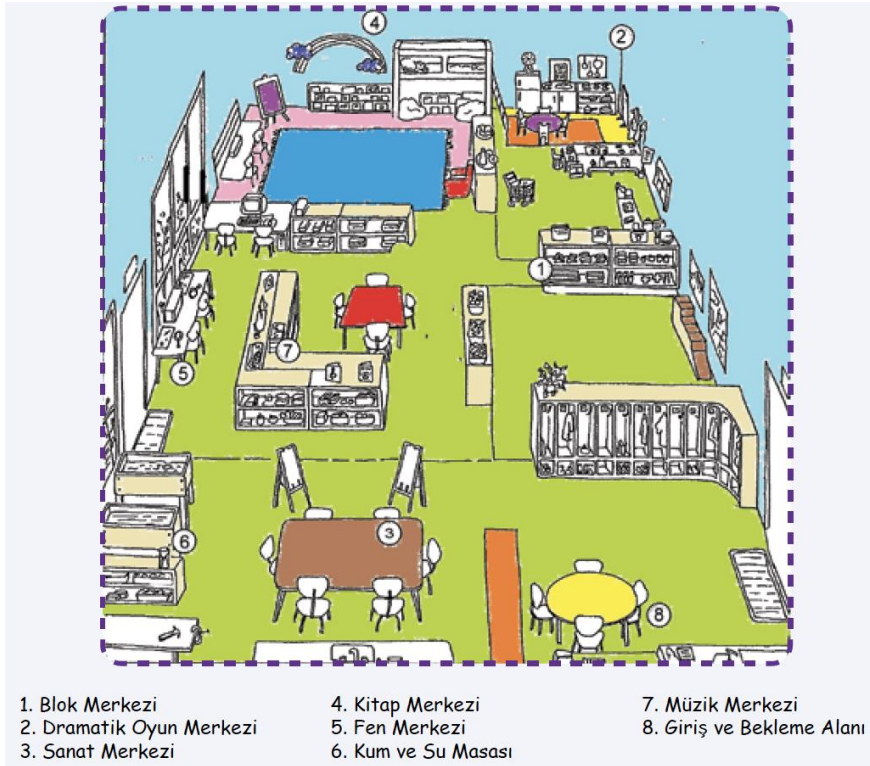 4
2
1
7
5
3
6
8
1. Blok Merkezi
2. Dramatik Oyun Merkezi
3. Sanat Merkezi
4. Kitap Merkezi
5. Fen Merkezi
6. Kum ve Su Masası
7. Müzik Merkezi
8. Giriş ve Bekleme Alanı